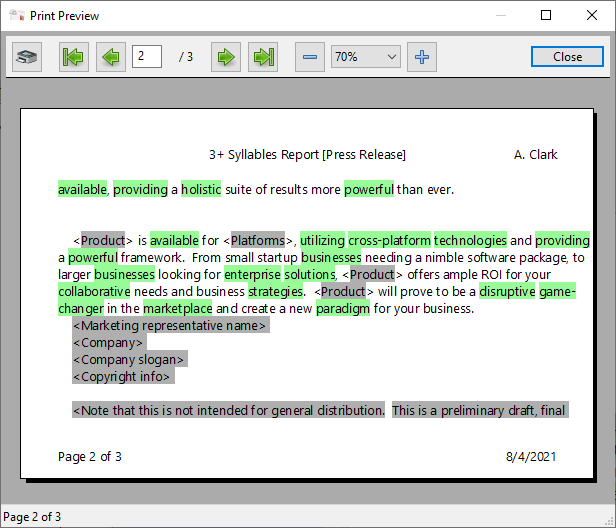 Print Preview
2 / 3 70% Close
3+ Syllables Report [Press Release] A. Clark
available, providing a holistic suite of results more powerful than ever.
<Product> is available for <Platforms>, utilizing cross-platform technologies and providing
a powerful framework. From small startup businesses needing a nimble software package, to
larger businesses looking for enterprise solutions, <Product> offers ample ROI for your
collaborative needs and business strategies. <Product> will prove to be a disruptive game-
changer in the marketplace and create a new paradigm for your business.
<Marketing representative name>
<Company>
<Company slogan>
<Copyright info>
<Note that this is not intended for general distribution. This is a preliminary draft, final
Page 2 of 3 8/4/2021
Page 2 of 3